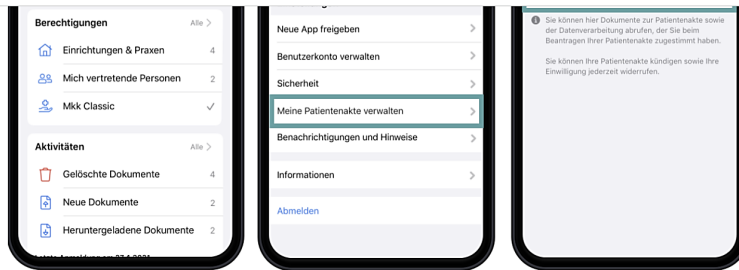 Berechtigungen Alle >
Einrichtungen & Praxen 4
Mich vertretende Personen 2
Mkk Classic
Aktivitäten Alle >
Gelöschte Dokumente 4
Neue Dokumente 2
Heruntergeladene Dokumente 2
Neue App freigeben
Benutzerkonto verwalten
Sicherheit
Meine Patientenakte verwalten
Benachrichtigungen und Hinweise
Informationen
Abmelden
Sie können hier Dokumente zur Patientenakte sowie
der Datenverarbeitung abrufen, der Sie beim
Beantragen Ihrer Patientenakte zugestimmt haben.
Sie können Ihre Patientenakte kündigen sowie Ihre
Einwilligung jederzeit widerrufen.